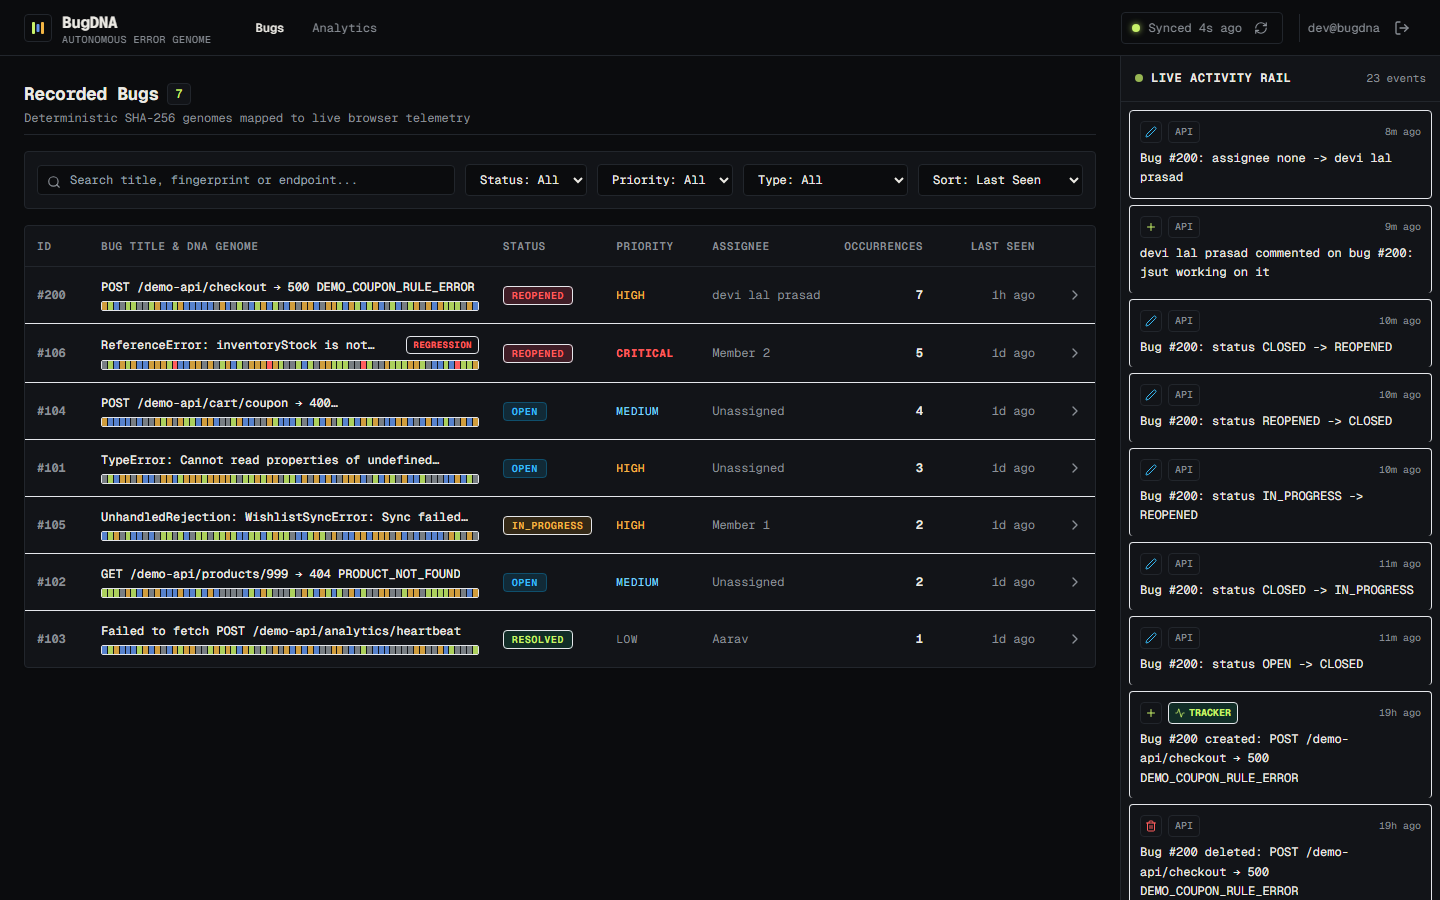 BugDNA
AUTONOMOUS ERROR GENOME
Bugs
Analytics
Synced 4s ago
dev@bugdna
Recorded Bugs 7
Deterministic SHA-256 genomes mapped to live browser telemetry
Search title, fingerprint or endpoint...
Status: All
Priority: All
Type: All
Sort: Last Seen
ID BUG TITLE & DNA GENOME STATUS PRIORITY ASSIGNEE OCCURRENCES LAST SEEN
#200 POST /demo-api/checkout → 500 DEMO_COUPON_RULE_ERROR REOPENED HIGH devi lal prasad 7 1h ago
#106 ReferenceError: inventoryStock is not… REGRESSION REOPENED CRITICAL Member 2 5 1d ago
#104 POST /demo-api/cart/coupon → 400… OPEN MEDIUM Unassigned 4 1d ago
#101 TypeError: Cannot read properties of undefined… OPEN HIGH Unassigned 3 1d ago
#105 UnhandledRejection: WishlistSyncError: Sync failed… IN_PROGRESS HIGH Member 1 2 1d ago
#102 GET /demo-api/products/999 → 404 PRODUCT_NOT_FOUND OPEN MEDIUM Unassigned 2 1d ago
#103 Failed to fetch POST /demo-api/analytics/heartbeat RESOLVED LOW Aarav 1 1d ago
LIVE ACTIVITY RAIL 23 events
API 8m ago
Bug #200: assignee none -> devi lal
prasad
API 9m ago
devi lal prasad commented on bug #200:
jsut working on it
API 10m ago
Bug #200: status CLOSED -> REOPENED
API 10m ago
Bug #200: status REOPENED -> CLOSED
API 10m ago
Bug #200: status IN_PROGRESS ->
REOPENED
API 11m ago
Bug #200: status CLOSED -> IN_PROGRESS
API 11m ago
Bug #200: status OPEN -> CLOSED
TRACKER 19h ago
Bug #200 created: POST /demo-
api/checkout → 500
DEMO_COUPON_RULE_ERROR
API 19h ago
Bug #200 deleted: POST /demo-
api/checkout → 500
DEMO_COUPON_RULE_ERROR